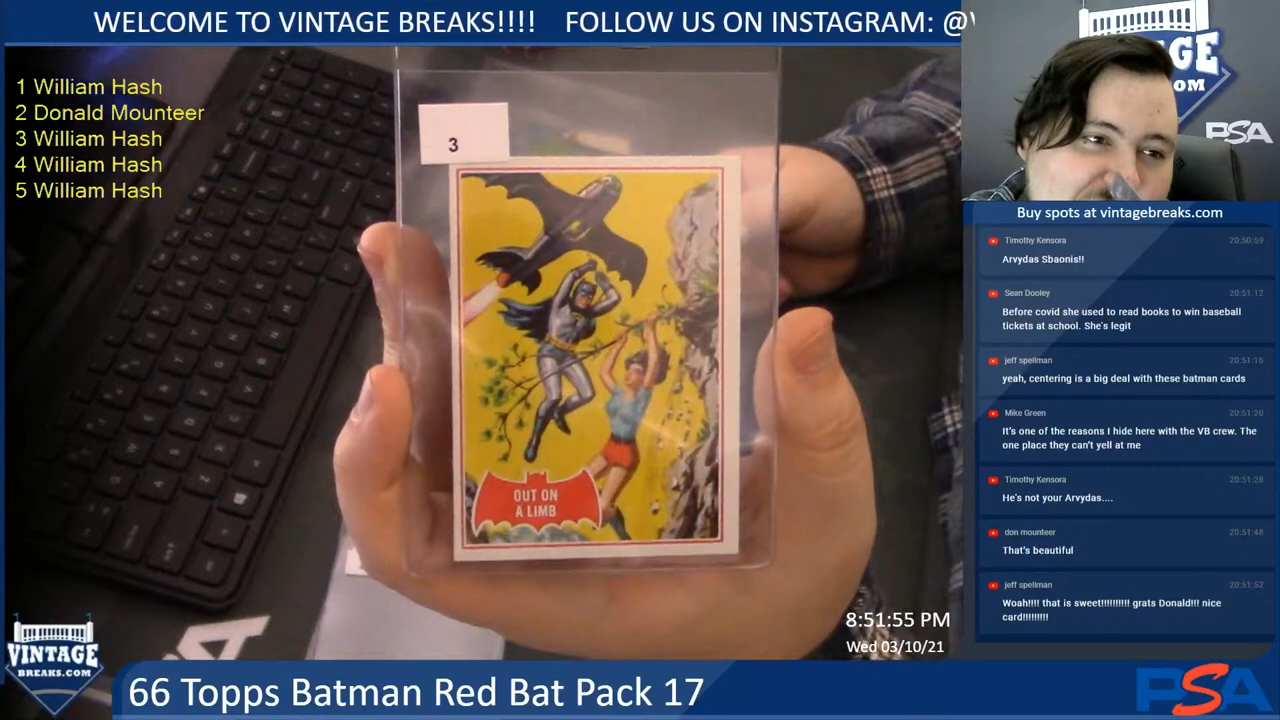 WELCOME TO VINTAGE BREAKS!!!! FOLLOW US ON INSTAGRAM: @V
1 William Hash
2 Donald Mounteer
3 William Hash
4 William Hash
5 William Hash
3
OUT ON
A LIMB
GE
OM
PSA
Buy spots at vintagebreaks.com
Timothy Kensora 20:50:59
Arvydas Sbaonis!!
Sean Dooley 20:51:12
Before covid she used to read books to win baseball
tickets at school. She's legit
jeff spellman 20:51:16
yeah, centering is a big deal with these batman cards
Mike Green 20:51:20
It's one of the reasons I hide here with the VB crew. The
one place they can't yell at me
Timothy Kensora 20:51:28
He's not your Arvydas....
don mounteer 20:51:48
That's beautiful
jeff spellman 20:51:52
Woah!!!! that is sweet!!!!!!!!!! grats Donald!!! nice
card!!!!!!!!!
8:51:55 PM
Wed 03/10/21
VINTAGE
BREAKS.COM
66 Topps Batman Red Bat Pack 17
PSA